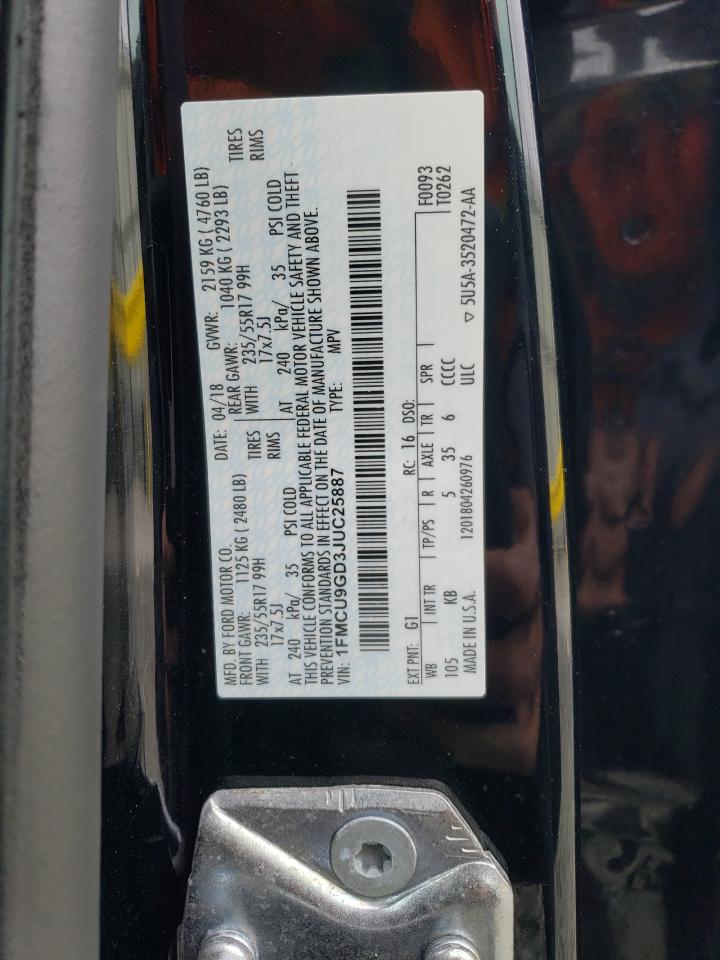 MFD. BY FORD MOTOR CO. DATE: 04/18 GVWR: 2159 KG ( 4760 LB)
FRONT GAWR: 1125 KG ( 2480 LB) REAR GAWR: 1040 KG ( 2293 LB)
WITH 235/55R17 99H TIRES WITH 235/55R17 99H TIRES
17x7.5J RIMS 17x7.5J RIMS
AT 240 kPa/ 35 PSI COLD AT 240 kPa/ 35 PSI COLD
THIS VEHICLE CONFORMS TO ALL APPLICABLE FEDERAL MOTOR VEHICLE SAFETY AND THEFT
PREVENTION STANDARDS IN EFFECT ON THE DATE OF MANUFACTURE SHOWN ABOVE.
VIN: 1FMCU9GD3JUC25887 TYPE: MPV
EXT PNT: G1 RC: 16 DSO: F0093
WB INT TR TP/PS R AXLE TR SPR T0262
105 KB 5 35 6 CCCC
MADE IN U.S.A. 1201804260976 ULC ▽ 5U5A-3520472-AA